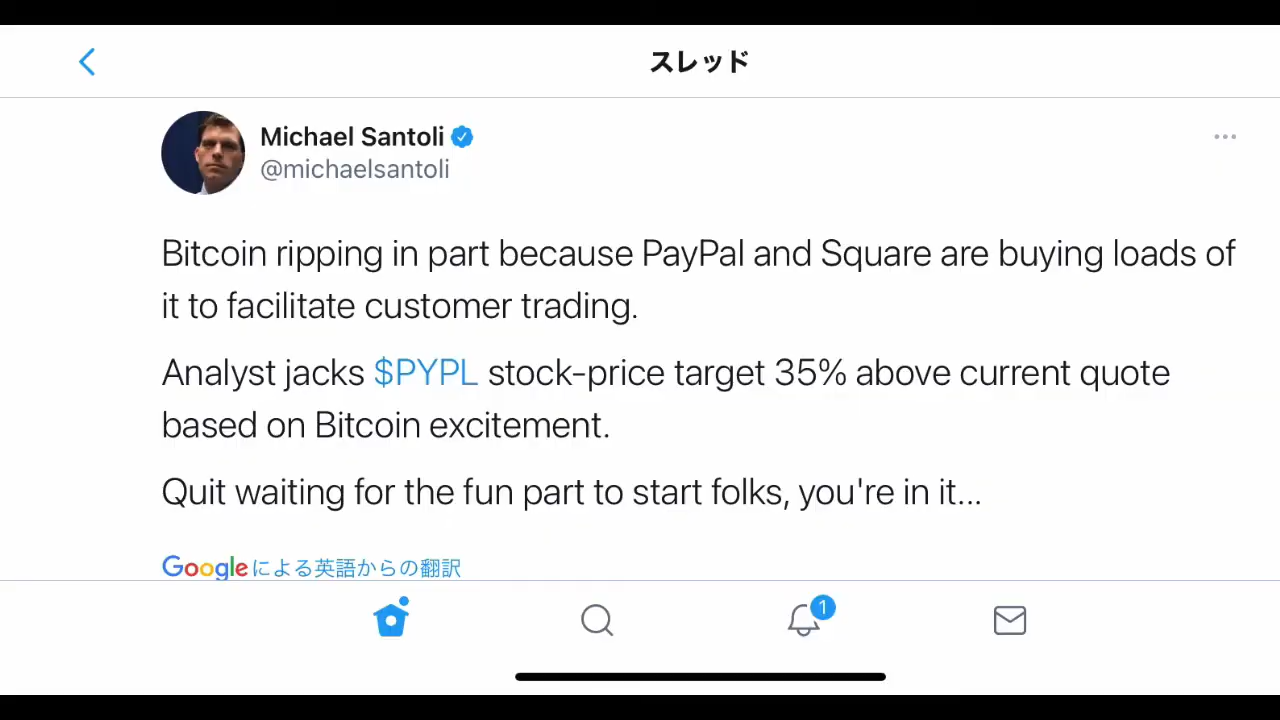 スレッド
Michael Santoli
@michaelsantoli
Bitcoin ripping in part because PayPal and Square are buying loads of
it to facilitate customer trading.
Analyst jacks $PYPL stock-price target 35% above current quote
based on Bitcoin excitement.
Quit waiting for the fun part to start folks, you're in it...
Googleによる英語からの翻訳
1